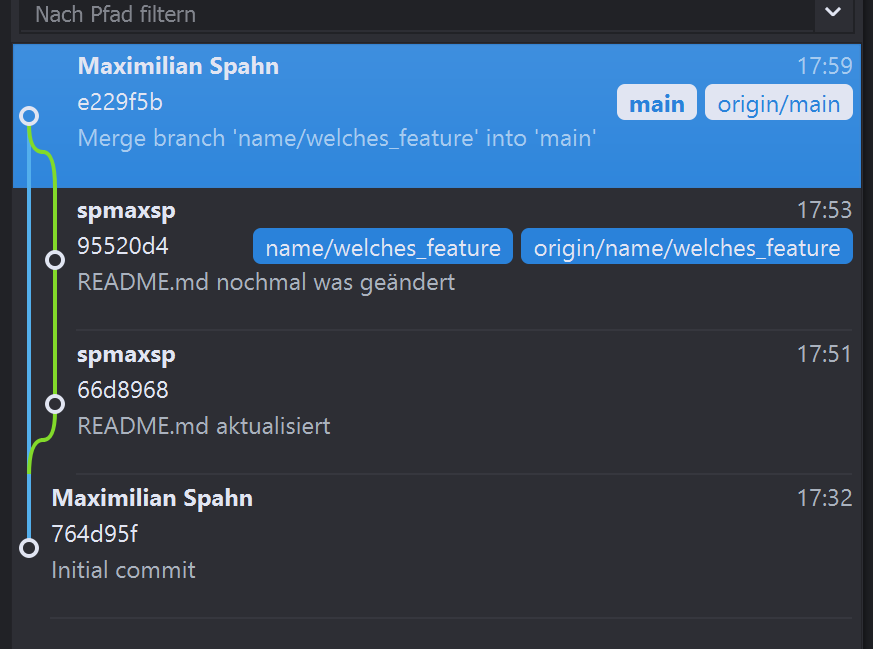 Nach Pfad filtern
Maximilian Spahn 17:59
e229f5b main origin/main
Merge branch 'name/welches_feature' into 'main'
spmaxsp 17:53
95520d4 name/welches_feature origin/name/welches_feature
README.md nochmal was geändert
spmaxsp 17:51
66d8968
README.md aktualisiert
Maximilian Spahn 17:32
764d95f
Initial commit